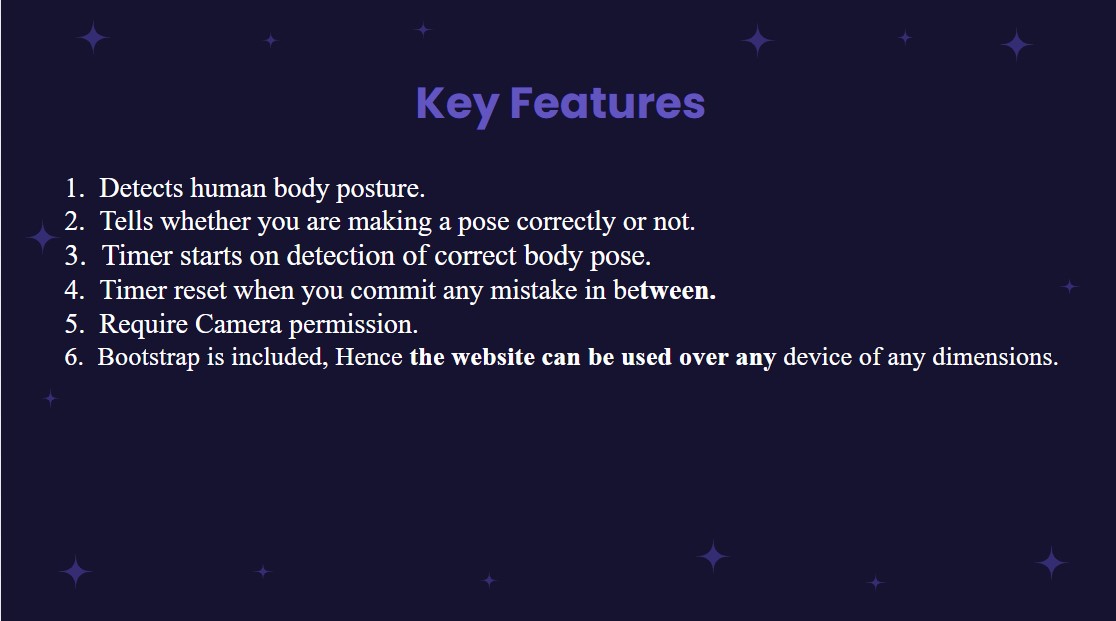 Key Features
1. Detects human body posture.
2. Tells whether you are making a pose correctly or not.
3. Timer starts on detection of correct body pose.
4. Timer reset when you commit any mistake in between.
5. Require Camera permission.
6. Bootstrap is included, Hence the website can be used over any device of any dimensions.